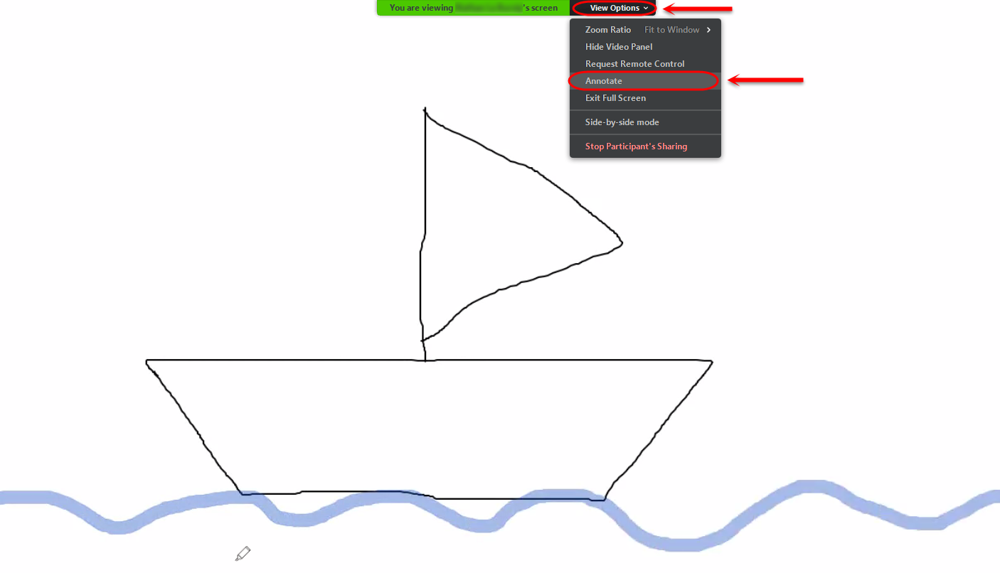 You are viewing 's screen
View Options
Zoom Ratio Fit to Window
Hide Video Panel
Request Remote Control
Annotate
Exit Full Screen
Side-by-side mode
Stop Participant's Sharing